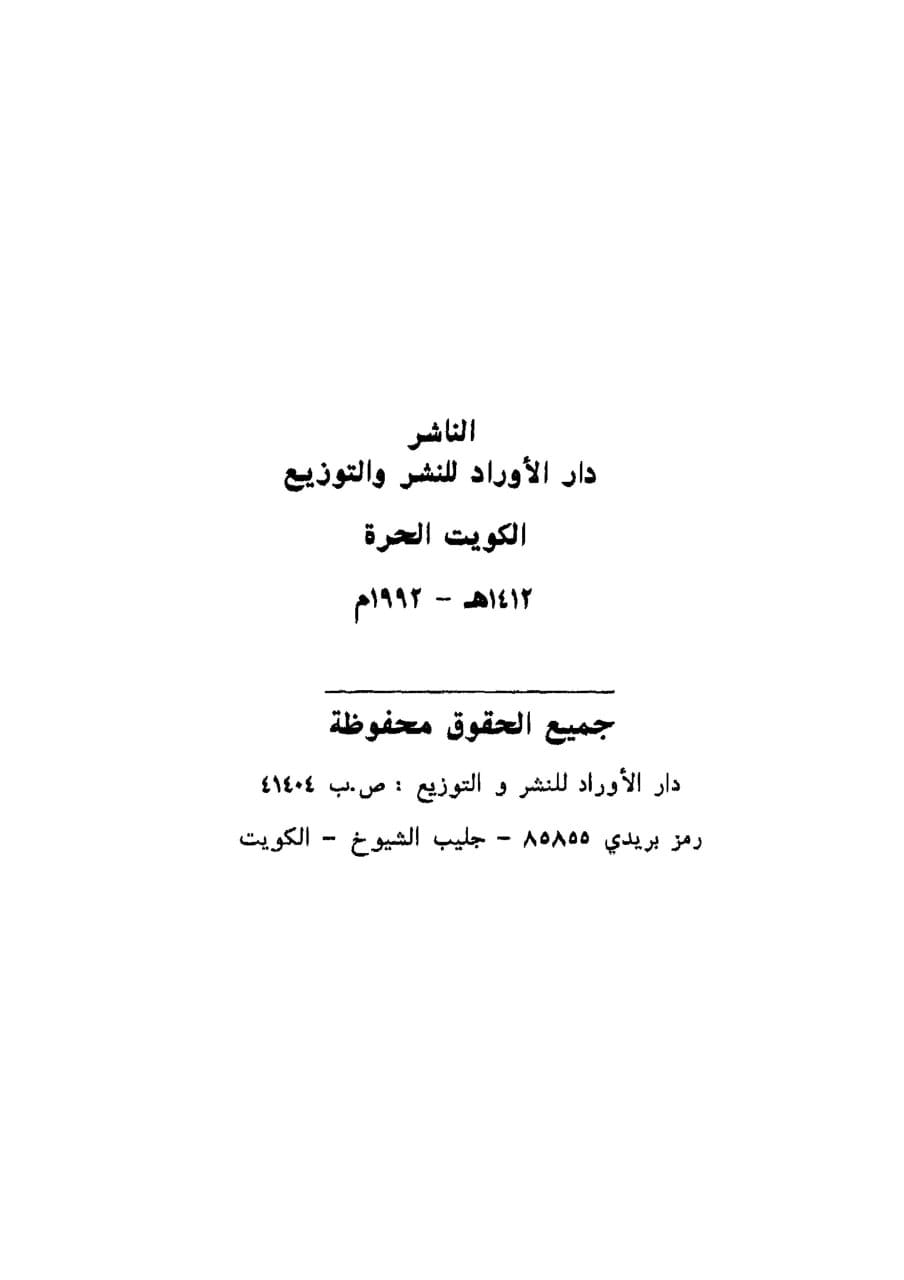 الناشر
دار الأوراد للنشر والتوزيع
الكويت الحرة
١٤١٢هـ - ١٩٩٢م
جميع الحقوق محفوظة
دار الأوراد للنشر و التوزيع : ص.ب ٤١٤٠٤
رمز بريدي ٨٥٨٥٥ - جليب الشيوخ - الكويت